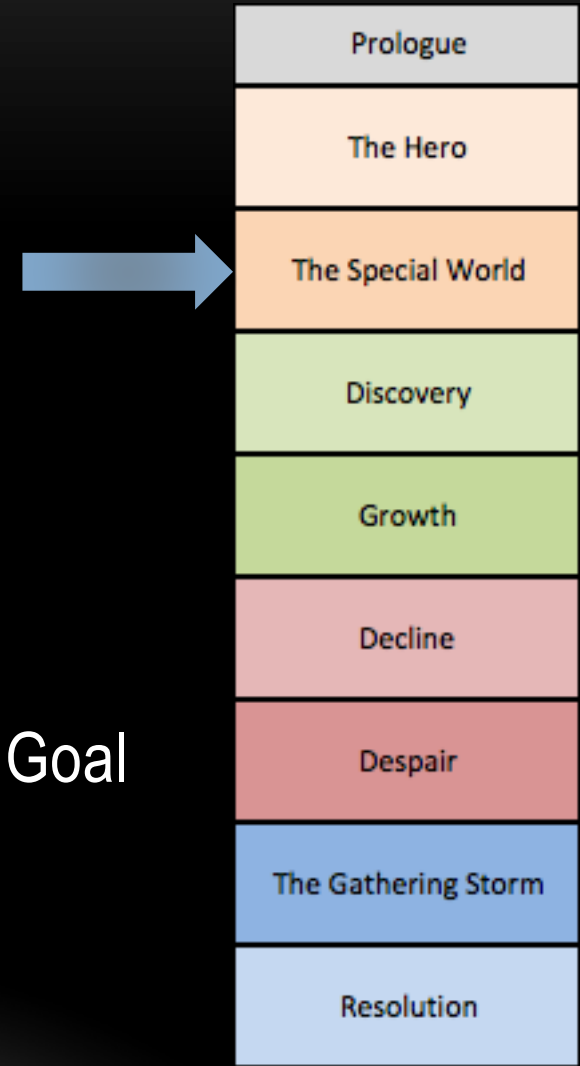 Prologue
The Hero
The Special World
Discovery
Growth
Decline
Goal
Despair
The Gathering Storm
Resolution